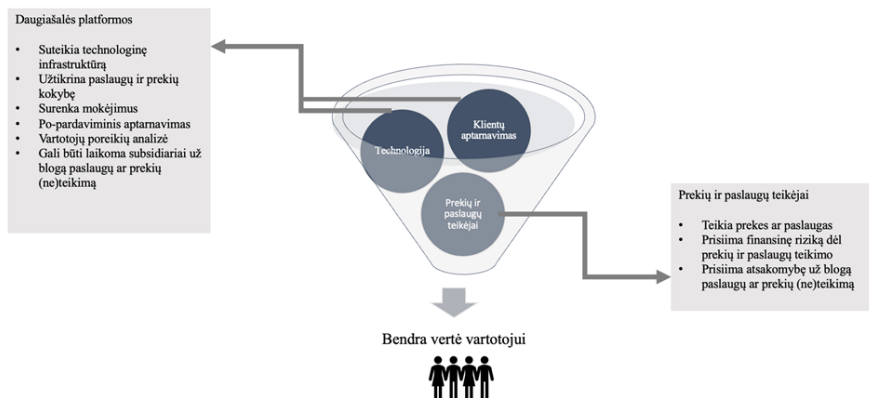 Daugiašalės platformos
• Suteikia technologinę
infrastruktūrą
• Užtikrina paslaugų ir prekių
kokybę
• Surenka mokėjimus
• Po-pardaviminis aptarnavimas
• Vartotojų poreikių analizė
• Gali būti laikoma subsidiariai už
blogą paslaugų ar prekių
(ne)teikimą
Technologija
Klientų
aptarnavimas
Prekių ir
paslaugų
teikėjai
Prekių ir paslaugų teikėjai
• Teikia prekes ar paslaugas
• Prisiima finansinę riziką dėl
prekių ir paslaugų teikimo
• Prisiima atsakomybę už blogą
paslaugų ar prekių (ne)teikimą
Bendra vertė vartotojui